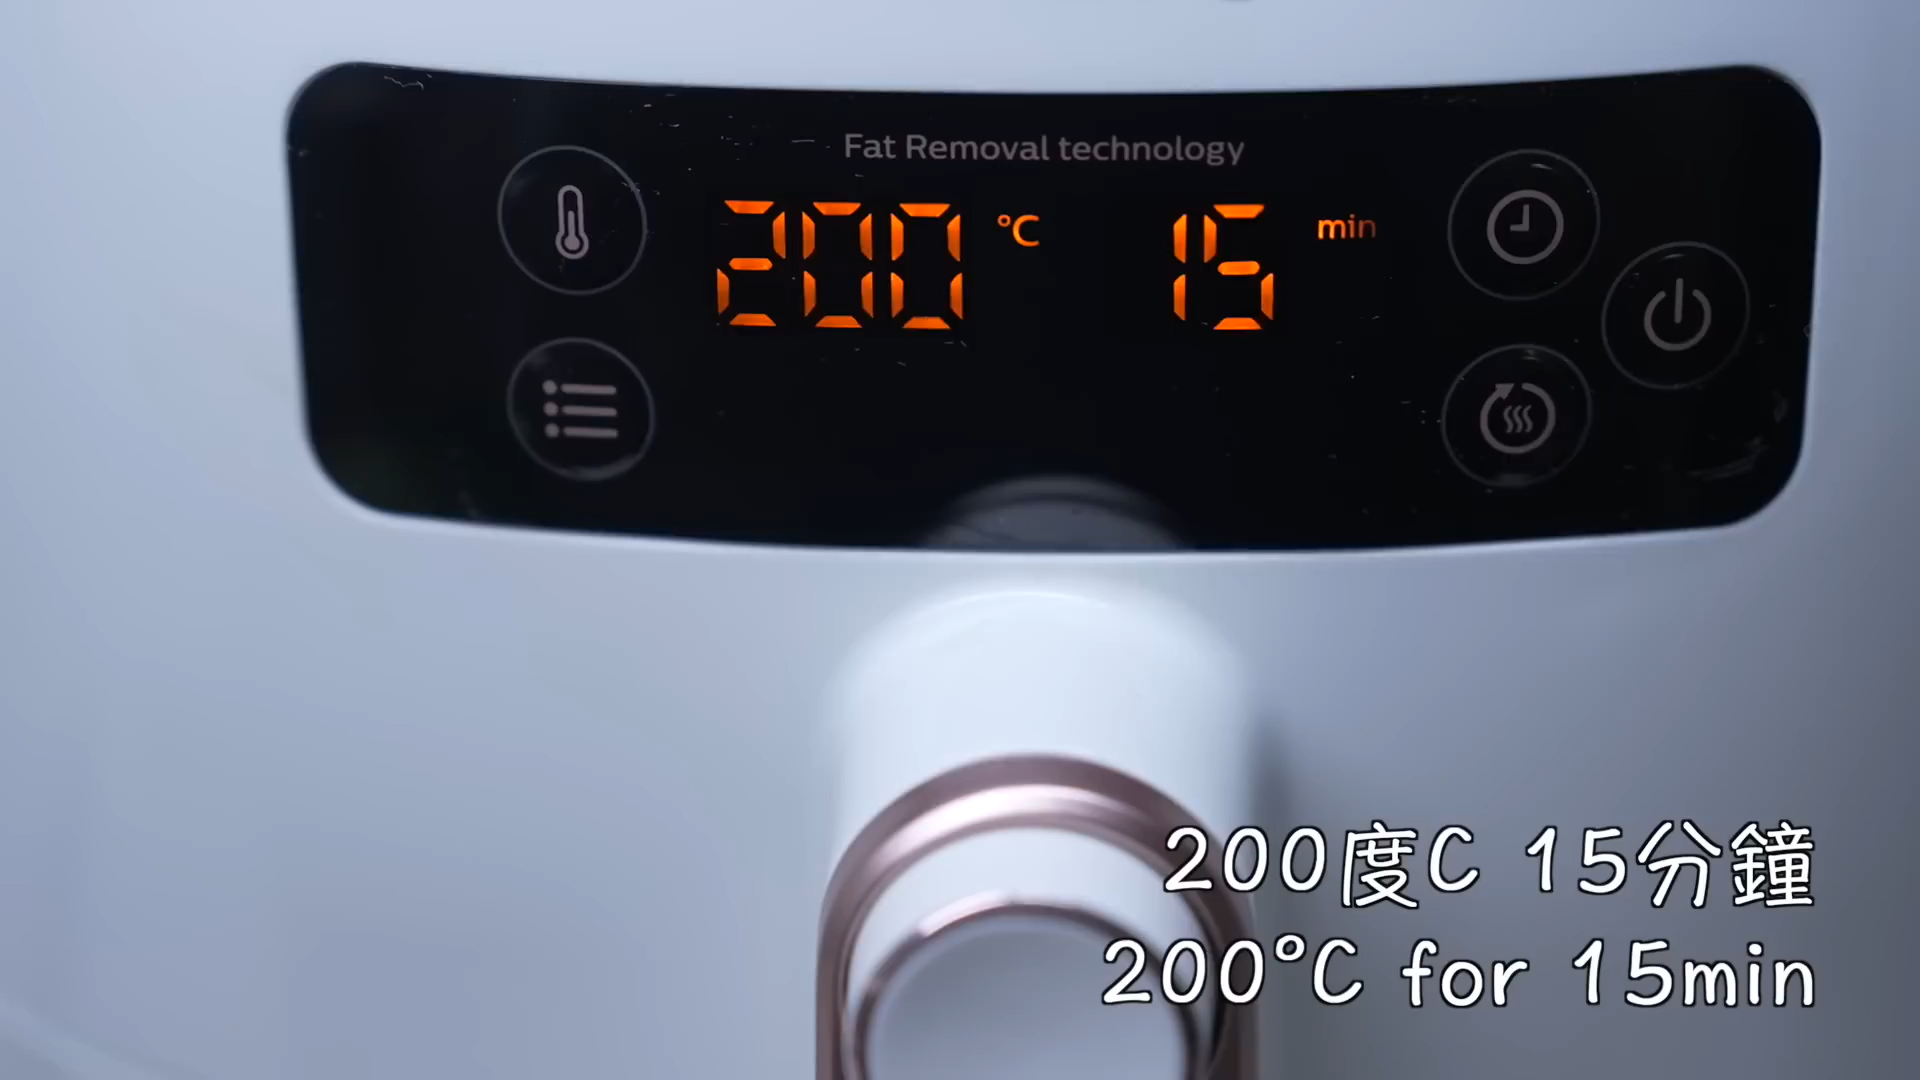 Fat Removal technology
200 °C 15 min
200度C 15分鐘
200°C for 15min